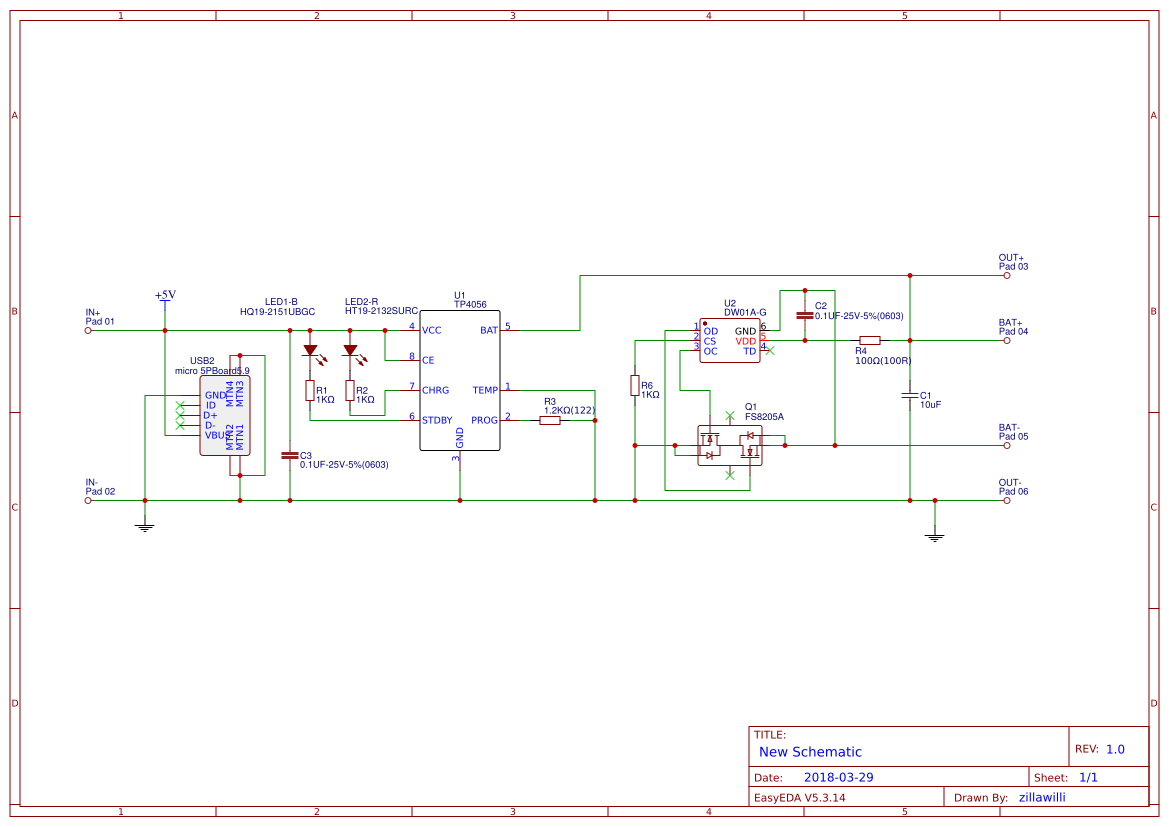 1 2 3 4 5
A A
B B
C C
D D
1 2 3 4 5
+5V
IN+
Pad 01
IN-
Pad 02
USB2
micro 5PBoard5.9
GND
ID
D+
D-
VBUS
MTN4
MTN3
MTN2
MTN1
LED1-B
HQ19-2151UBGC
LED2-R
HT19-2132SURC
R1
1KΩ
R2
1KΩ
C3
0.1UF-25V-5%(0603)
U1
TP4056
4 VCC
8 CE
7 CHRG
6 STDBY
BAT 5
TEMP 1
PROG 2
GND
3
R3
1.2KΩ(122)
R6
1KΩ
U2
DW01A-G
1 OD
2 CS
3 OC
GND 6
VDD 5
TD 4
C2
0.1UF-25V-5%(0603)
R4
100Ω(100R)
Q1
FS8205A
C1
10uF
OUT+
Pad 03
BAT+
Pad 04
BAT-
Pad 05
OUT-
Pad 06
TITLE:
New Schematic
REV: 1.0
Date: 2018-03-29
Sheet: 1/1
EasyEDA V5.3.14
Drawn By: zillawilli